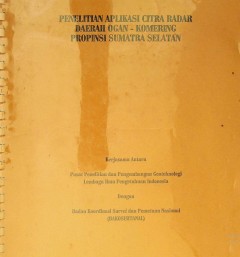 PENELITIAN APLIKASI CITRA RADAR
DAERAH OGAN - KOMERING
PROPINSI SUMATRA SELATAN
Kerjasama Antara
Pusat Penelitian dan Pengembangan Geoteknologi
Lembaga Ilmu Pengetahuan Indonesia
Dengan
Badan Koordinasi Survei dan Pemetaan Nasional
(BAKOSURTANAL)